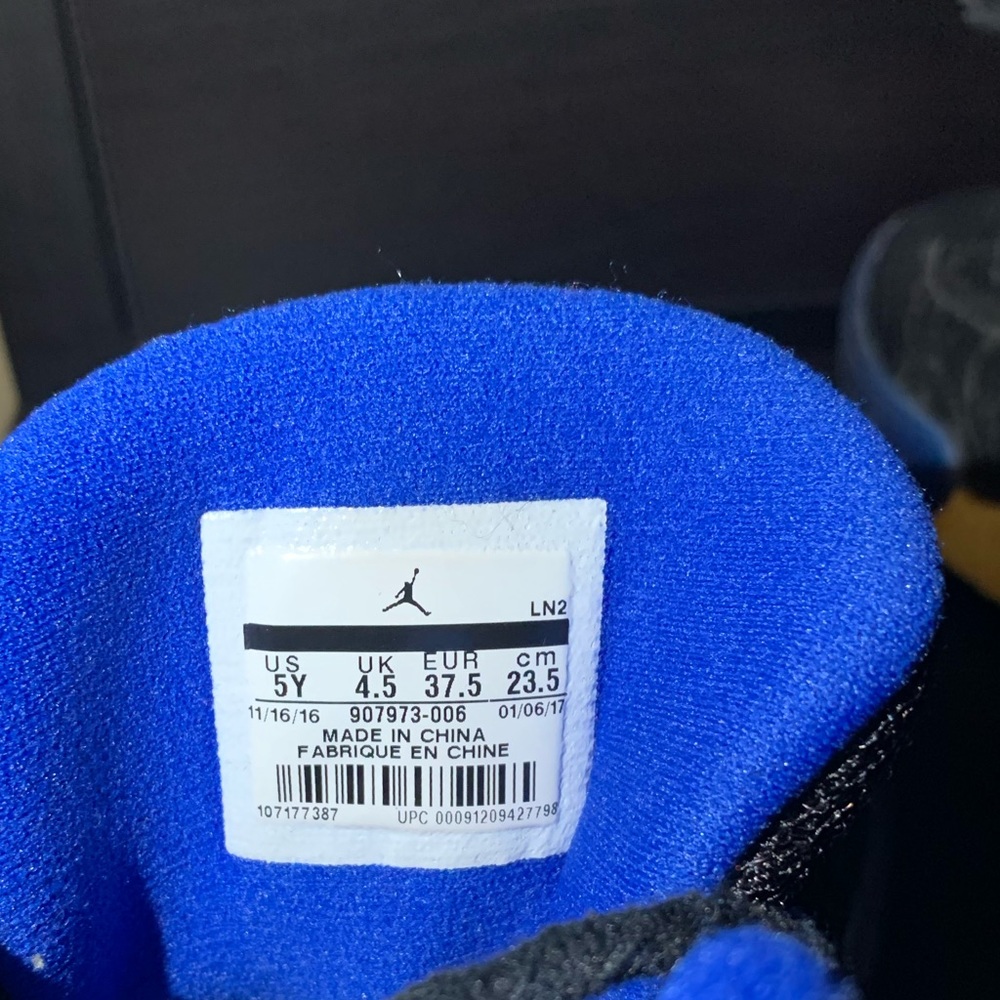 LN2
US UK EUR cm
5Y 4.5 37.5 23.5
11/16/16 907973-006 01/06/17
MADE IN CHINA
FABRIQUE EN CHINE
107177387 UPC 00091209427798